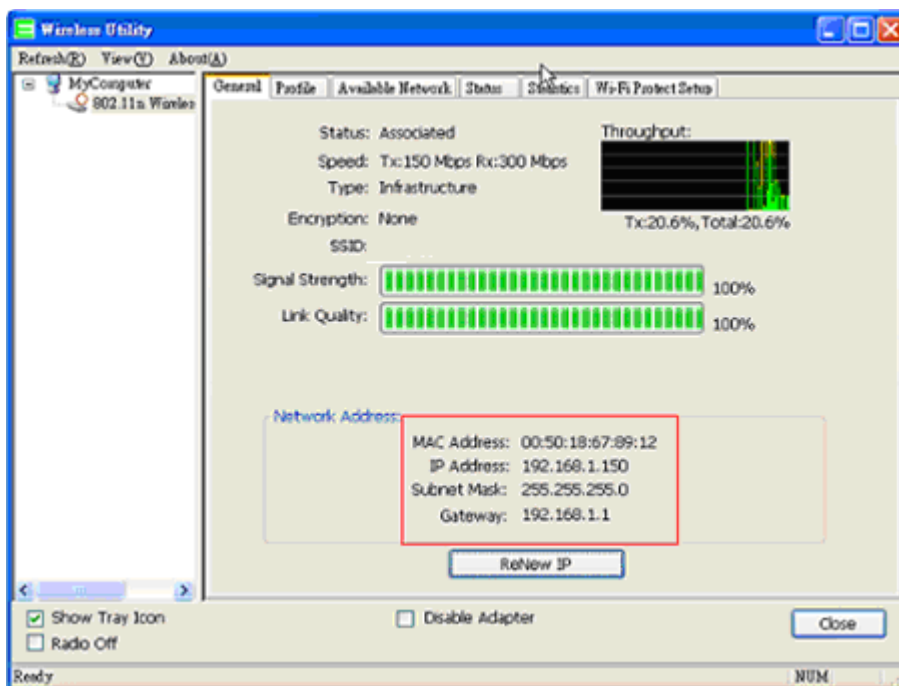 Wireless Utility
Refresh(R) View(Y) About(A)
MyComputer
802.11n Wireles
General Profile Available Network Status Statistics Wi-Fi Protect Setup
Status: Associated
Throughput:
Speed: Tx:150 Mbps Rx:300 Mbps
Type: Infrastructure
Encryption: None
Tx:20.6%, Total:20.6%
SSID:
Signal Strength: 100%
Link Quality: 100%
Network Address:
MAC Address: 00:50:18:67:89:12
IP Address: 192.168.1.150
Subnet Mask: 255.255.255.0
Gateway: 192.168.1.1
ReNew IP
Show Tray Icon
Disable Adapter
Close
Radio Off
Ready NUM